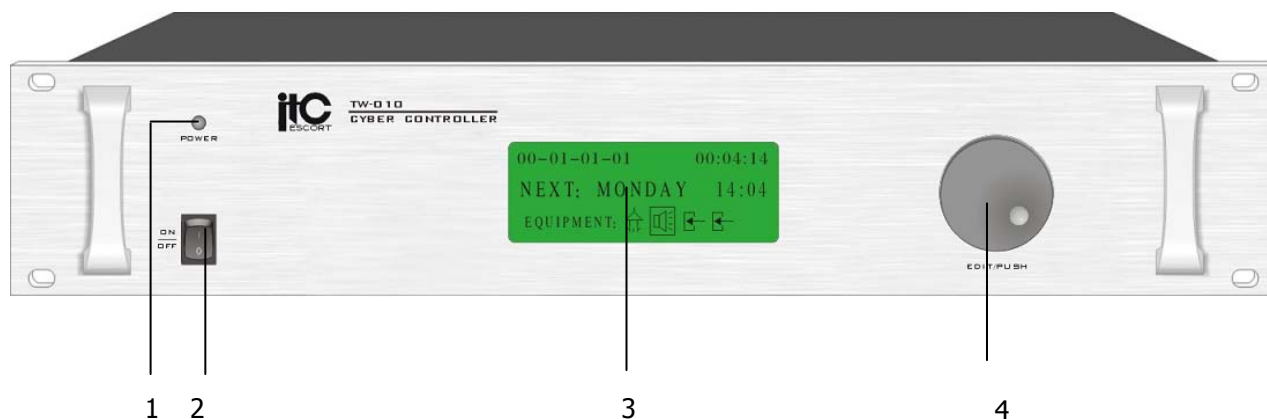 itC
ESCORT
TW-010
CYBER CONTROLLER
POWER
00-01-01-01 00:04:14
NEXT: MONDAY 14:04
EQUIPMENT:
ON
OFF
I
0
EDIT/PUSH
1 2 3 4